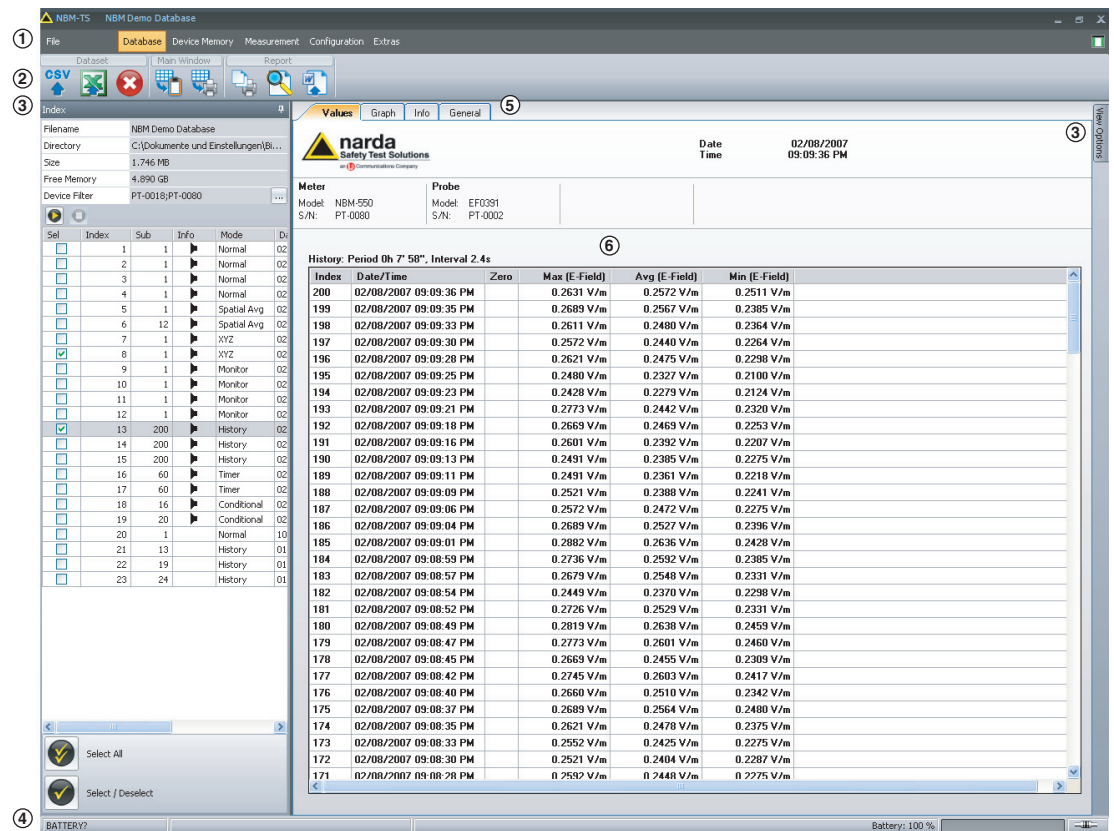 NBM-TS NBM Demo Database
1
File Database Device Memory Measurement Configuration Extras
Dataset Main Window Report
2
CSV
3
Index
Filename NBM Demo Database
Directory C:\Dokumente und Einstellungen\Bi...
Size 1.746 MB
Free Memory 4.890 GB
Device Filter PT-0018;PT-0080 ...
Sel Index Sub Info Mode
1 1 Normal 02
2 1 Normal 02
3 1 Normal 02
4 1 Normal 02
5 1 Spatial Avg 02
6 12 Spatial Avg 02
7 1 XYZ 02
8 1 XYZ 02
9 1 Monitor 02
10 1 Monitor 02
11 1 Monitor 02
12 1 Monitor 02
13 200 History 02
14 200 History 02
15 200 History 02
16 60 Timer 02
17 60 Timer 02
18 16 Conditional 02
19 20 Conditional 02
20 1 Normal 10
21 13 History 01
22 19 History 01
23 24 History 01
Select All
Select / Deselect
Values Graph Info General
5
3
View Options
narda
Safety Test Solutions
an L3 Communications Company
Date 02/08/2007
Time 09:09:36 PM
Meter Probe
Model: NBM-550 Model: EF0391
S/N: PT-0080 S/N: PT-0002
6
History: Period 0h 7' 58", Interval 2.4s
Index Date/Time Zero Max (E-Field) Avg (E-Field) Min (E-Field)
200 02/08/2007 09:09:36 PM 0.2631 V/m 0.2572 V/m 0.2511 V/m
199 02/08/2007 09:09:35 PM 0.2689 V/m 0.2567 V/m 0.2385 V/m
198 02/08/2007 09:09:33 PM 0.2611 V/m 0.2480 V/m 0.2364 V/m
197 02/08/2007 09:09:30 PM 0.2572 V/m 0.2440 V/m 0.2264 V/m
196 02/08/2007 09:09:28 PM 0.2621 V/m 0.2475 V/m 0.2298 V/m
195 02/08/2007 09:09:25 PM 0.2480 V/m 0.2327 V/m 0.2100 V/m
194 02/08/2007 09:09:23 PM 0.2428 V/m 0.2279 V/m 0.2124 V/m
193 02/08/2007 09:09:21 PM 0.2773 V/m 0.2442 V/m 0.2320 V/m
192 02/08/2007 09:09:18 PM 0.2669 V/m 0.2469 V/m 0.2253 V/m
191 02/08/2007 09:09:16 PM 0.2601 V/m 0.2392 V/m 0.2207 V/m
190 02/08/2007 09:09:13 PM 0.2491 V/m 0.2385 V/m 0.2275 V/m
189 02/08/2007 09:09:11 PM 0.2491 V/m 0.2361 V/m 0.2218 V/m
188 02/08/2007 09:09:09 PM 0.2521 V/m 0.2388 V/m 0.2241 V/m
187 02/08/2007 09:09:06 PM 0.2572 V/m 0.2472 V/m 0.2275 V/m
186 02/08/2007 09:09:04 PM 0.2689 V/m 0.2527 V/m 0.2396 V/m
185 02/08/2007 09:09:01 PM 0.2882 V/m 0.2636 V/m 0.2428 V/m
184 02/08/2007 09:08:59 PM 0.2736 V/m 0.2592 V/m 0.2385 V/m
183 02/08/2007 09:08:57 PM 0.2679 V/m 0.2548 V/m 0.2331 V/m
182 02/08/2007 09:08:54 PM 0.2449 V/m 0.2370 V/m 0.2298 V/m
181 02/08/2007 09:08:52 PM 0.2726 V/m 0.2529 V/m 0.2331 V/m
180 02/08/2007 09:08:49 PM 0.2819 V/m 0.2638 V/m 0.2459 V/m
179 02/08/2007 09:08:47 PM 0.2773 V/m 0.2601 V/m 0.2460 V/m
178 02/08/2007 09:08:45 PM 0.2669 V/m 0.2455 V/m 0.2309 V/m
177 02/08/2007 09:08:42 PM 0.2745 V/m 0.2603 V/m 0.2417 V/m
176 02/08/2007 09:08:40 PM 0.2660 V/m 0.2510 V/m 0.2342 V/m
175 02/08/2007 09:08:37 PM 0.2689 V/m 0.2564 V/m 0.2480 V/m
174 02/08/2007 09:08:35 PM 0.2621 V/m 0.2478 V/m 0.2375 V/m
173 02/08/2007 09:08:33 PM 0.2552 V/m 0.2425 V/m 0.2275 V/m
172 02/08/2007 09:08:30 PM 0.2521 V/m 0.2404 V/m 0.2287 V/m
171 02/08/2007 09:08:28 PM 0.2592 V/m 0.2448 V/m 0.2275 V/m
4
BATTERY? Battery: 100 %